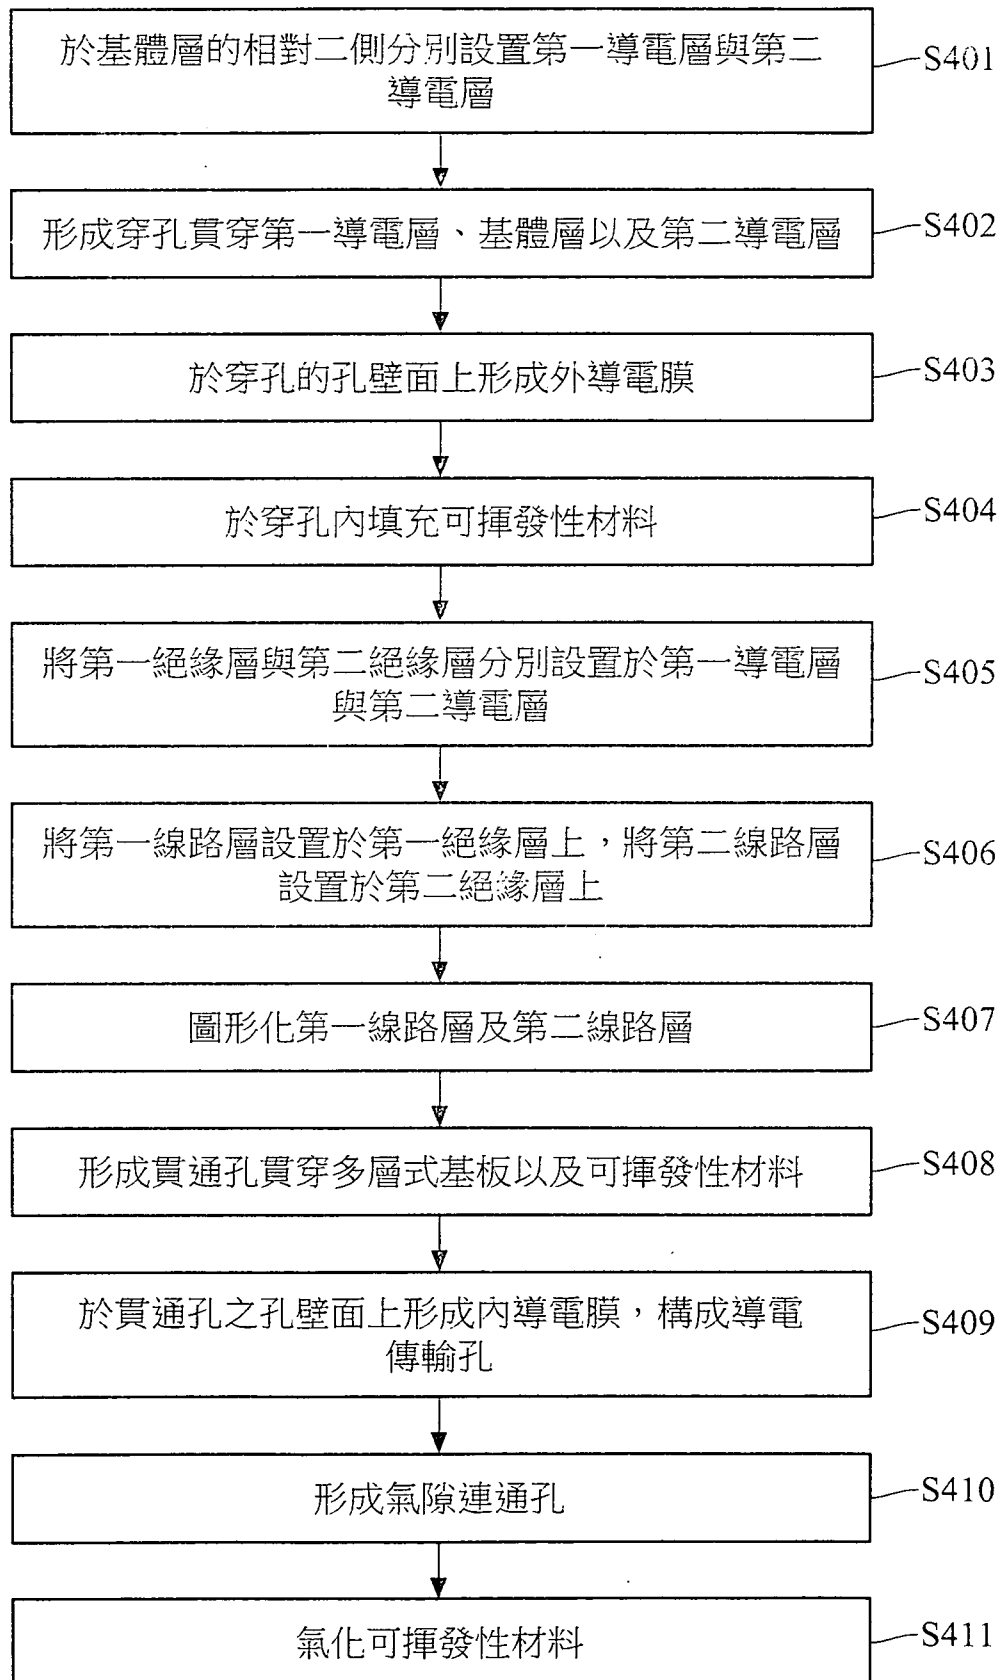 於基體層的相對二側分別設置第一導電層與第二
導電層
S401
形成穿孔貫穿第一導電層、基體層以及第二導電層
S402
於穿孔的孔壁面上形成外導電膜
S403
於穿孔內填充可揮發性材料
S404
將第一絕緣層與第二絕緣層分別設置於第一導電層
與第二導電層
S405
將第一線路層設置於第一絕緣層上，將第二線路層
設置於第二絕緣層上
S406
圖形化第一線路層及第二線路層
S407
形成貫通孔貫穿多層式基板以及可揮發性材料
S408
於貫通孔之孔壁面上形成內導電膜，構成導電
傳輸孔
S409
形成氣隙連通孔
S410
氣化可揮發性材料
S411